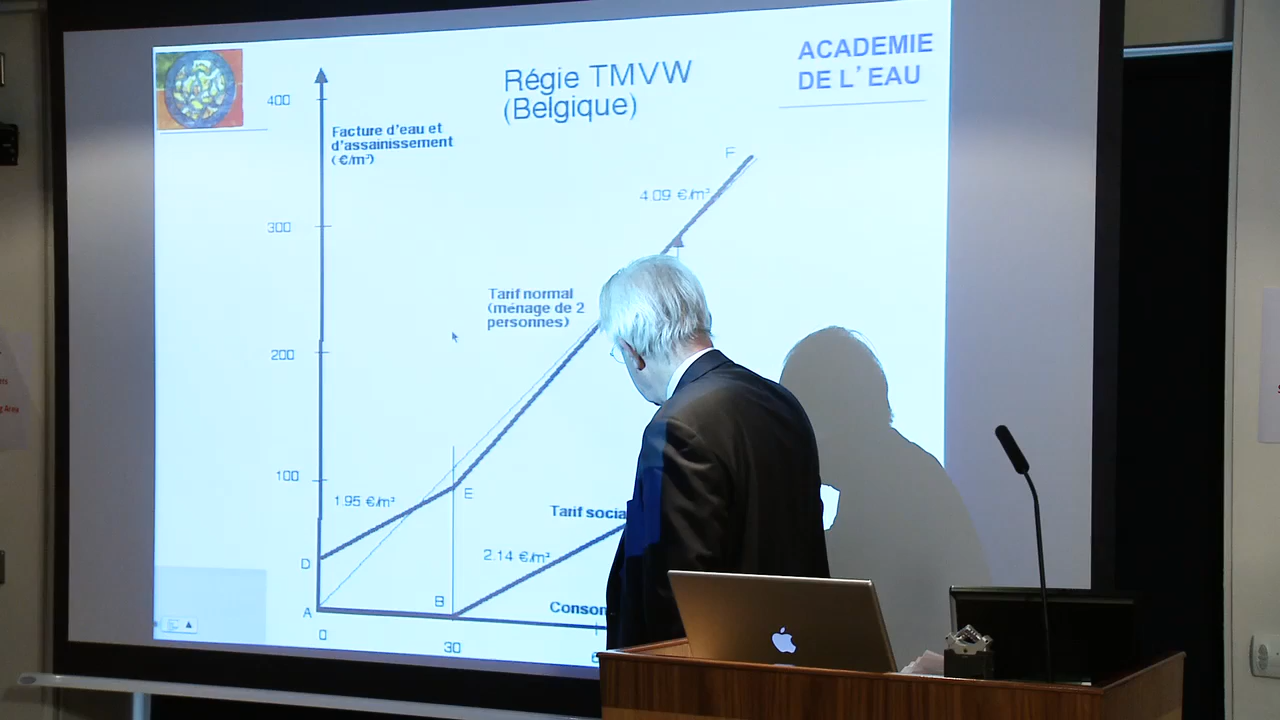 ACADEMIE
DE L'EAU
Régie TMVW
(Belgique)
400
Facture d'eau et
d'assainissement
(€/m³)
F
4.09 €/m³
300
Tarif normal
(ménage de 2
personnes)
200
100
1.95 €/m³
E
Tarif socia
2.14 €/m³
D
A
B
Conson
0
30